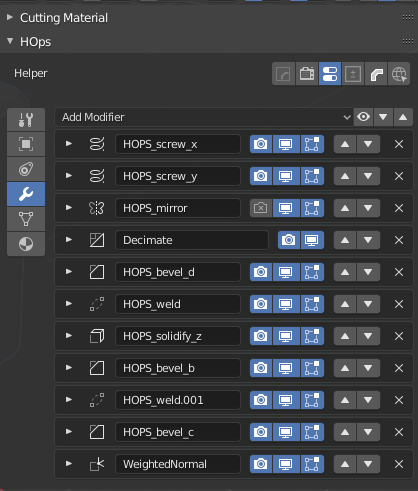 Cutting Material
HOps
Helper
Add Modifier
HOPS_screw_x
HOPS_screw_y
HOPS_mirror
Decimate
HOPS_bevel_d
HOPS_weld
HOPS_solidify_z
HOPS_bevel_b
HOPS_weld.001
HOPS_bevel_c
WeightedNormal